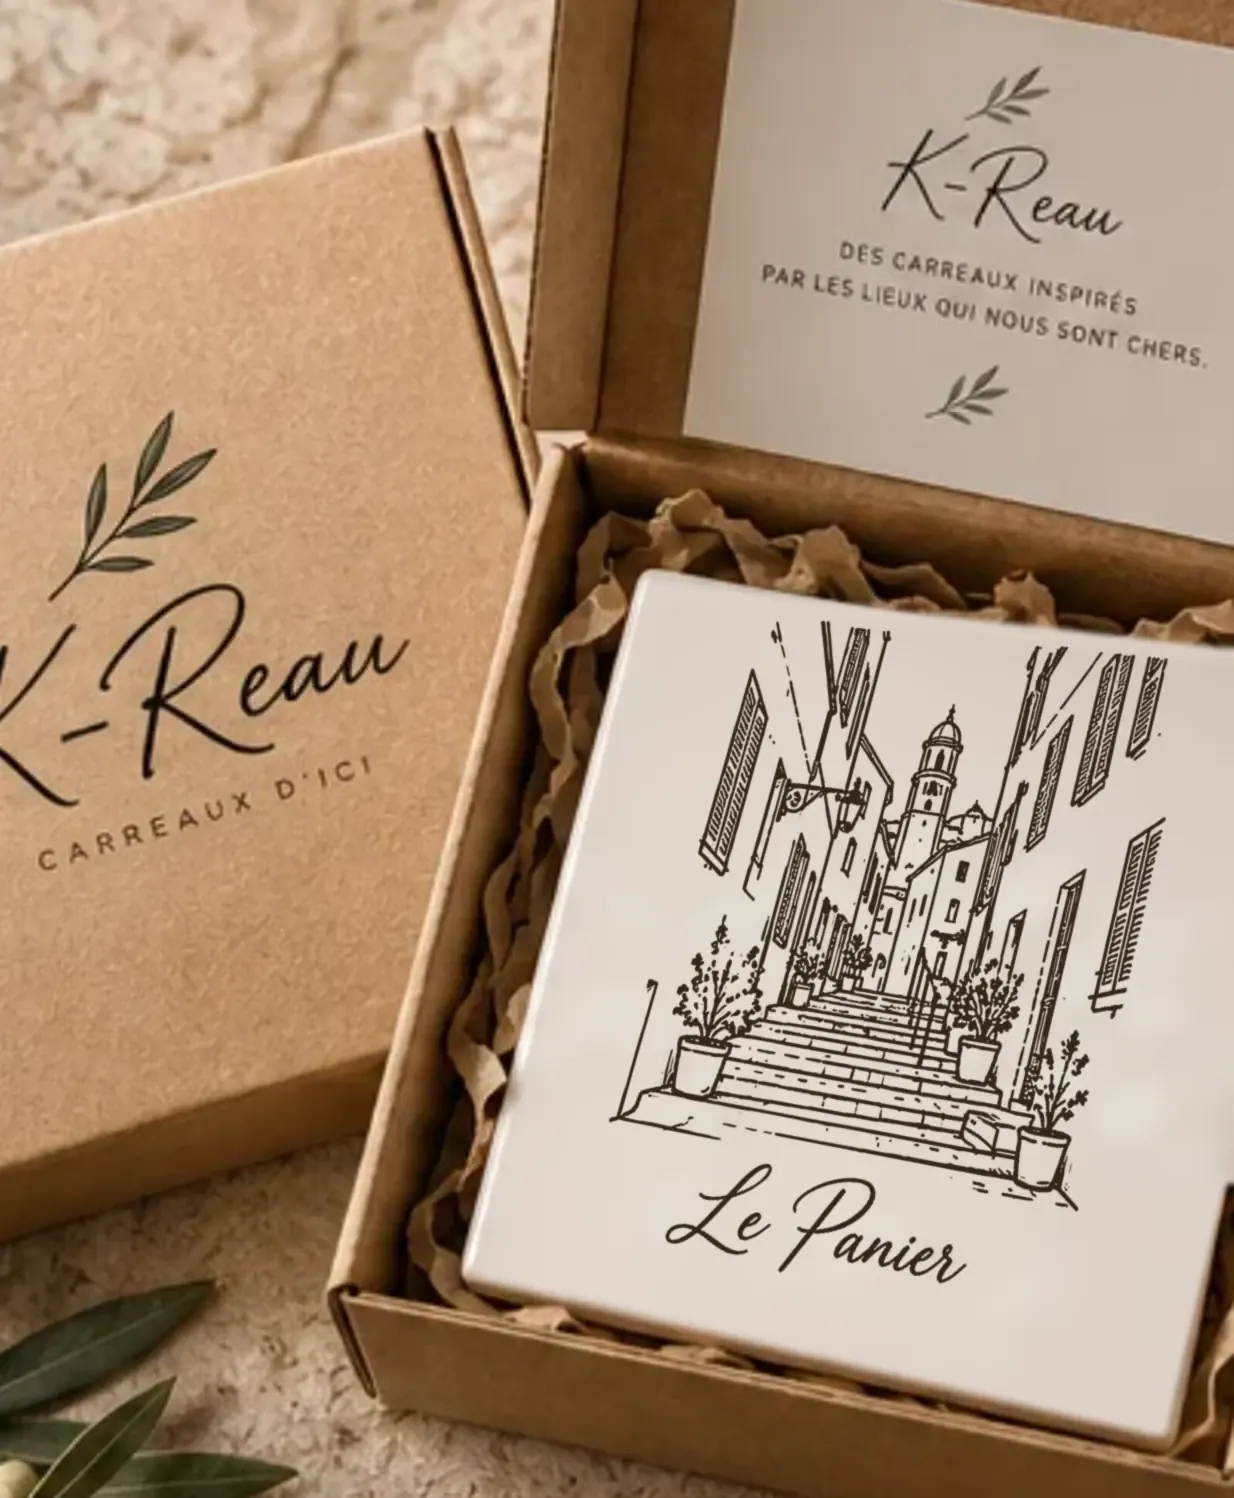 K-Reau
DES CARREAUX INSPIRÉS
PAR LES LIEUX QUI NOUS SONT CHERS.
K-Reau
CARREAUX D'ICI
Le Panier